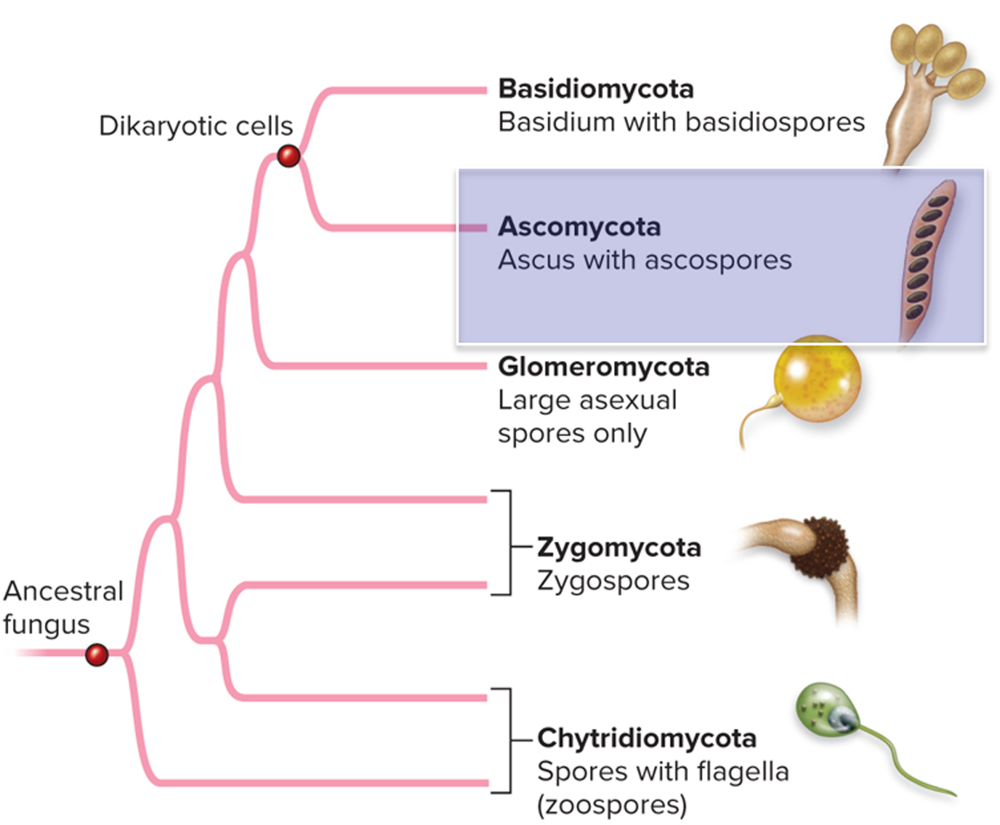 Basidiomycota
Basidium with basidiospores
Dikaryotic cells
Ascomycota
Ascus with ascospores
Glomeromycota
Large asexual
spores only
Zygomycota
Zygospores
Ancestral
fungus
Chytridiomycota
Spores with flagella
(zoospores)